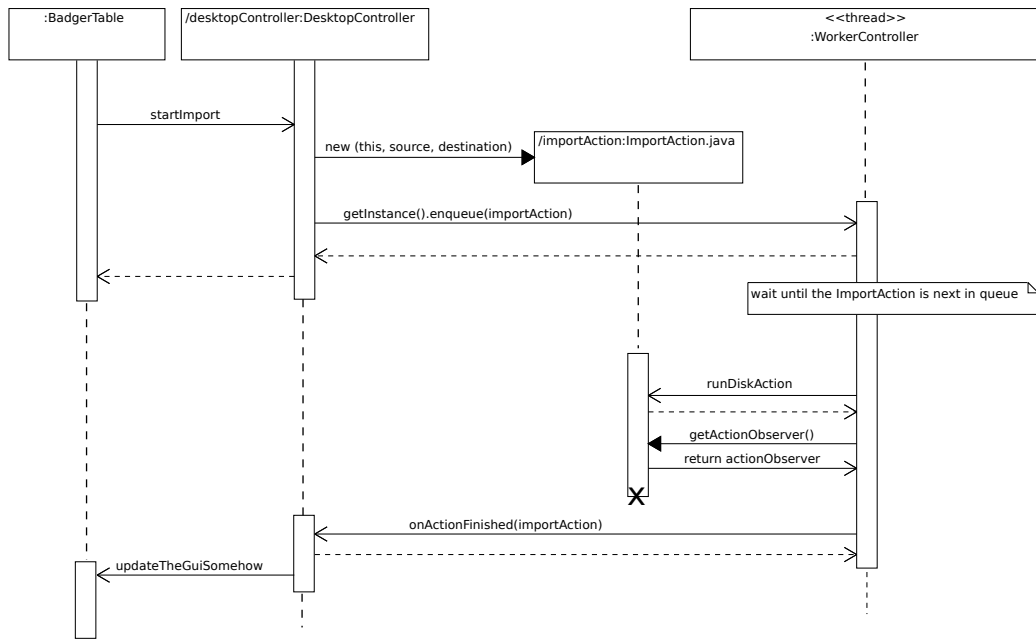 :BadgerTable
/desktopController:DesktopController
<<thread>>
:WorkerController
startImport
new (this, source, destination)
/importAction:ImportAction.java
getInstance().enqueue(importAction)
wait until the ImportAction is next in queue
runDiskAction
getActionObserver()
return actionObserver
X
onActionFinished(importAction)
updateTheGuiSomehow